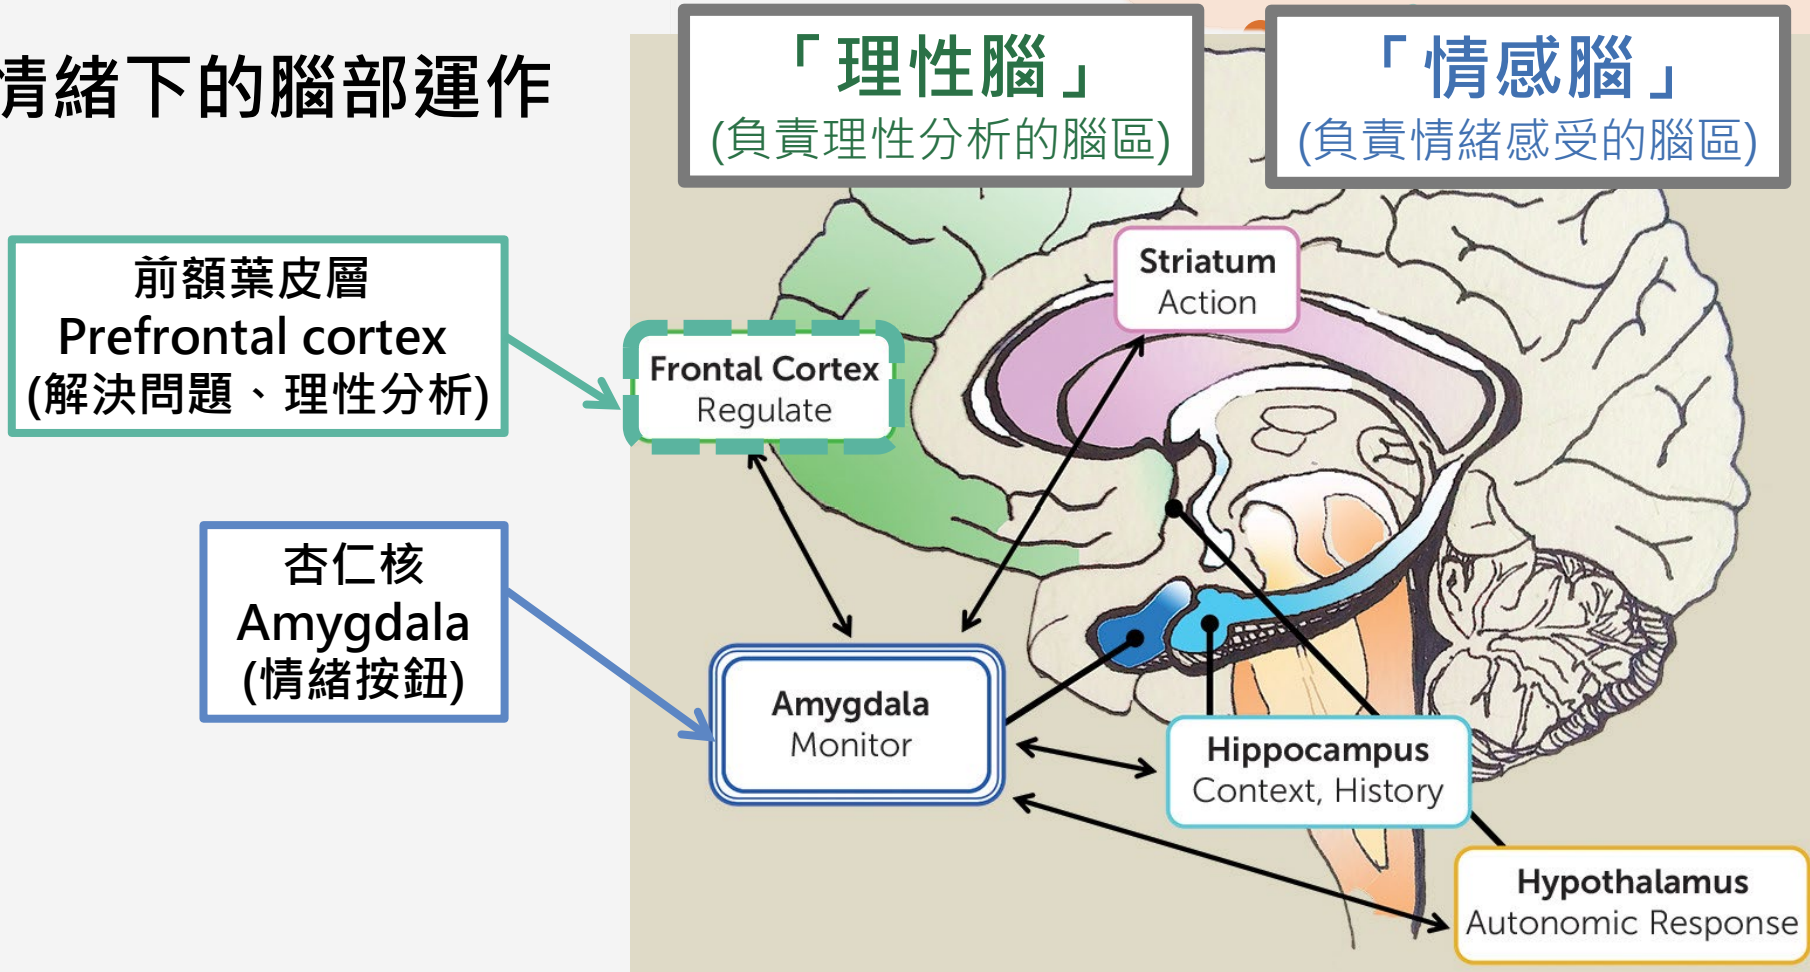 情緒下的腦部運作
「理性腦」
(負責理性分析的腦區)
「情感腦」
(負責情緒感受的腦區)
前額葉皮層
Prefrontal cortex
(解決問題、理性分析)
Striatum
Action
Frontal Cortex
Regulate
杏仁核
Amygdala
(情緒按鈕)
Amygdala
Monitor
Hippocampus
Context, History
Hypothalamus
Autonomic Response